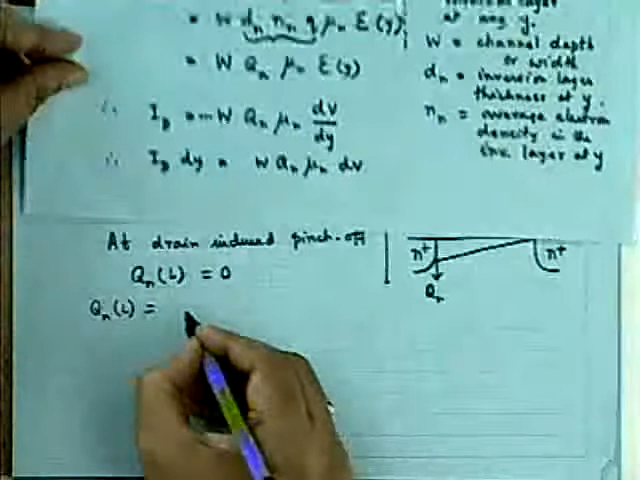 = W dₙ nₙ q μₙ E(y)
= W Qₙ μₙ E(y)
∴ I_D = -W Qₙ μₙ dv/dy
∴ I_D dy = W Qₙ μₙ dv
at any y.
W = channel depth
or width
dₙ = inversion layer
thickness at y.
nₙ = average electron
density in the
inv. layer at y
At drain induced pinch-off
Qₙ(L) = 0
Qₙ(L) =
n⁺ n⁺
Qₙ